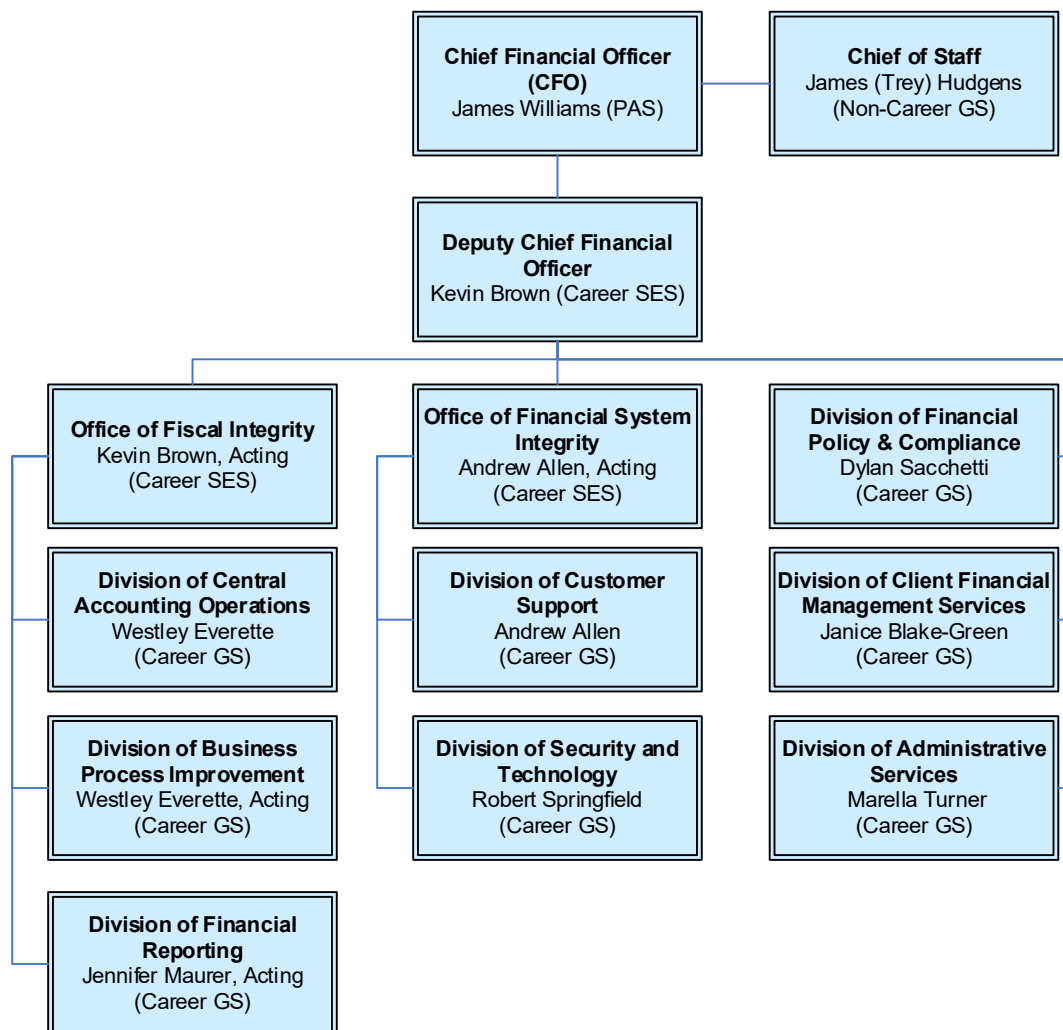 Chief Financial Officer
(CFO)
James Williams (PAS)
Chief of Staff
James (Trey) Hudgens
(Non-Career GS)
Deputy Chief Financial
Officer
Kevin Brown (Career SES)
Office of Fiscal Integrity
Kevin Brown, Acting
(Career SES)
Office of Financial System
Integrity
Andrew Allen, Acting
(Career SES)
Division of Financial
Policy & Compliance
Dylan Sacchetti
(Career GS)
Division of Central
Accounting Operations
Westley Everette
(Career GS)
Division of Customer
Support
Andrew Allen
(Career GS)
Division of Client Financial
Management Services
Janice Blake-Green
(Career GS)
Division of Business
Process Improvement
Westley Everette, Acting
(Career GS)
Division of Security and
Technology
Robert Springfield
(Career GS)
Division of Administrative
Services
Marella Turner
(Career GS)
Division of Financial
Reporting
Jennifer Maurer, Acting
(Career GS)